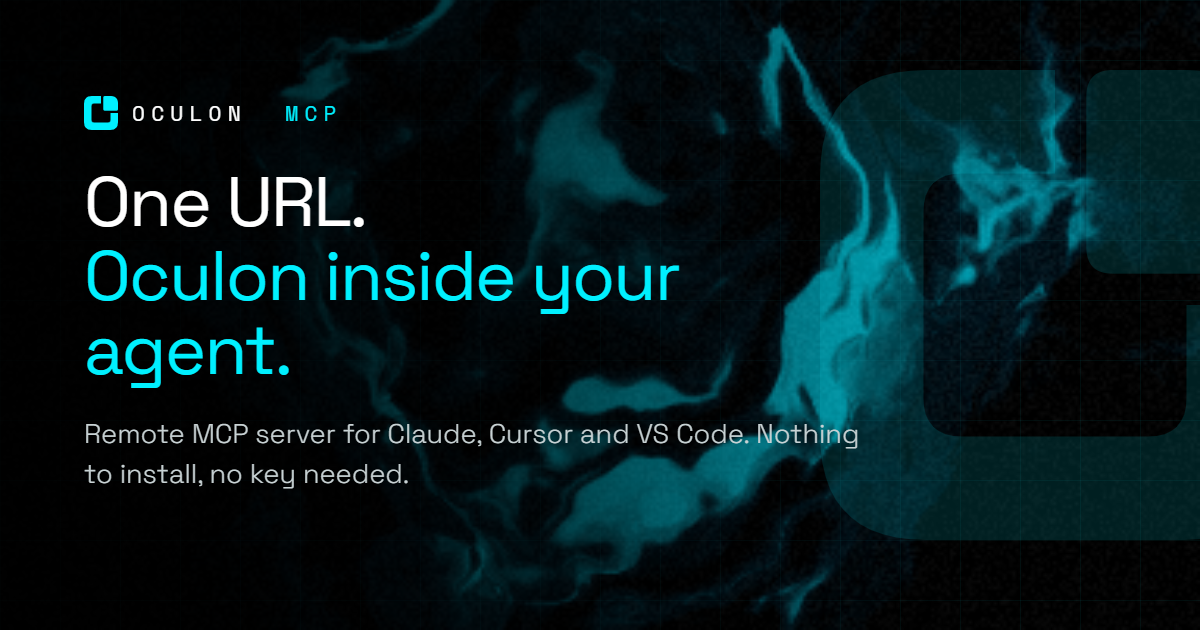 OCULON MCP
One URL.
Oculon inside your
agent.
Remote MCP server for Claude, Cursor and VS Code. Nothing
to install, no key needed.